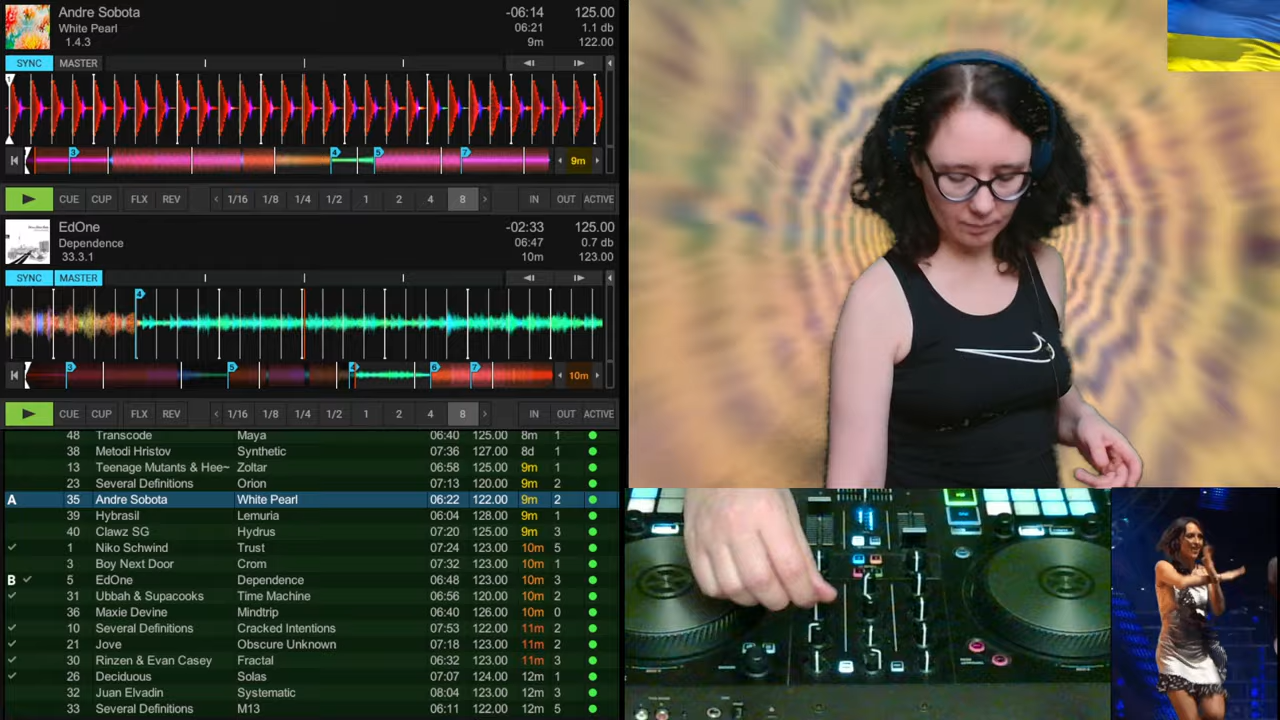 Andre Sobota -06:14 125.00
White Pearl 06:21 1.1 db
1.4.3 9m 122.00
SYNC MASTER
1
3 4 5 7 9m
CUE CUP FLX REV 1/16 1/8 1/4 1/2 1 2 4 8 IN OUT ACTIVE
EdOne -02:33 125.00
Dependence 06:47 0.7 db
33.3.1 10m 123.00
SYNC MASTER
4
3 5 4 6 7 10m
CUE CUP FLX REV 1/16 1/8 1/4 1/2 1 2 4 8 IN OUT ACTIVE
48 Transcode Maya 06:40 125.00 8m 1
38 Metodi Hristov Synthetic 07:36 127.00 8d 1
13 Teenage Mutants & Hee~ Zoltar 06:58 125.00 9m 1
23 Several Definitions Orion 07:13 120.00 9m 2
A 35 Andre Sobota White Pearl 06:22 122.00 9m 2
39 Hybrasil Lemuria 06:04 128.00 9m 1
40 Clawz SG Hydrus 07:20 125.00 9m 3
1 Niko Schwind Trust 07:24 123.00 10m 5
3 Boy Next Door Crom 07:32 123.00 10m 1
B 5 EdOne Dependence 06:48 123.00 10m 3
31 Ubbah & Supacooks Time Machine 06:56 120.00 10m 2
36 Maxie Devine Mindtrip 06:40 126.00 10m 0
10 Several Definitions Cracked Intentions 07:53 122.00 11m 2
21 Jove Obscure Unknown 07:18 123.00 11m 2
30 Rinzen & Evan Casey Fractal 06:32 123.00 11m 3
26 Deciduous Solas 07:07 124.00 12m 1
32 Juan Elvadin Systematic 08:04 123.00 12m 3
33 Several Definitions M13 06:11 122.00 12m 5